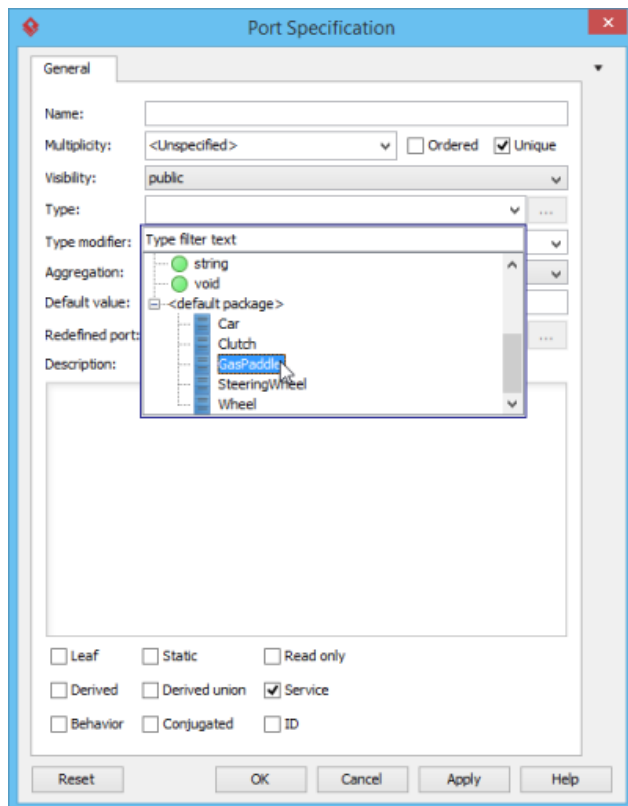 Port Specification
General
Name:
Multiplicity: <Unspecified> Ordered Unique
Visibility: public
Type: ...
Type modifier: Type filter text
string
Aggregation:
void
Default value: <default package>
Car
Redefined port: ...
Clutch
Description: GasPaddle
SteeringWheel
Wheel
Leaf Static Read only
Derived Derived union Service
Behavior Conjugated ID
Reset OK Cancel Apply Help